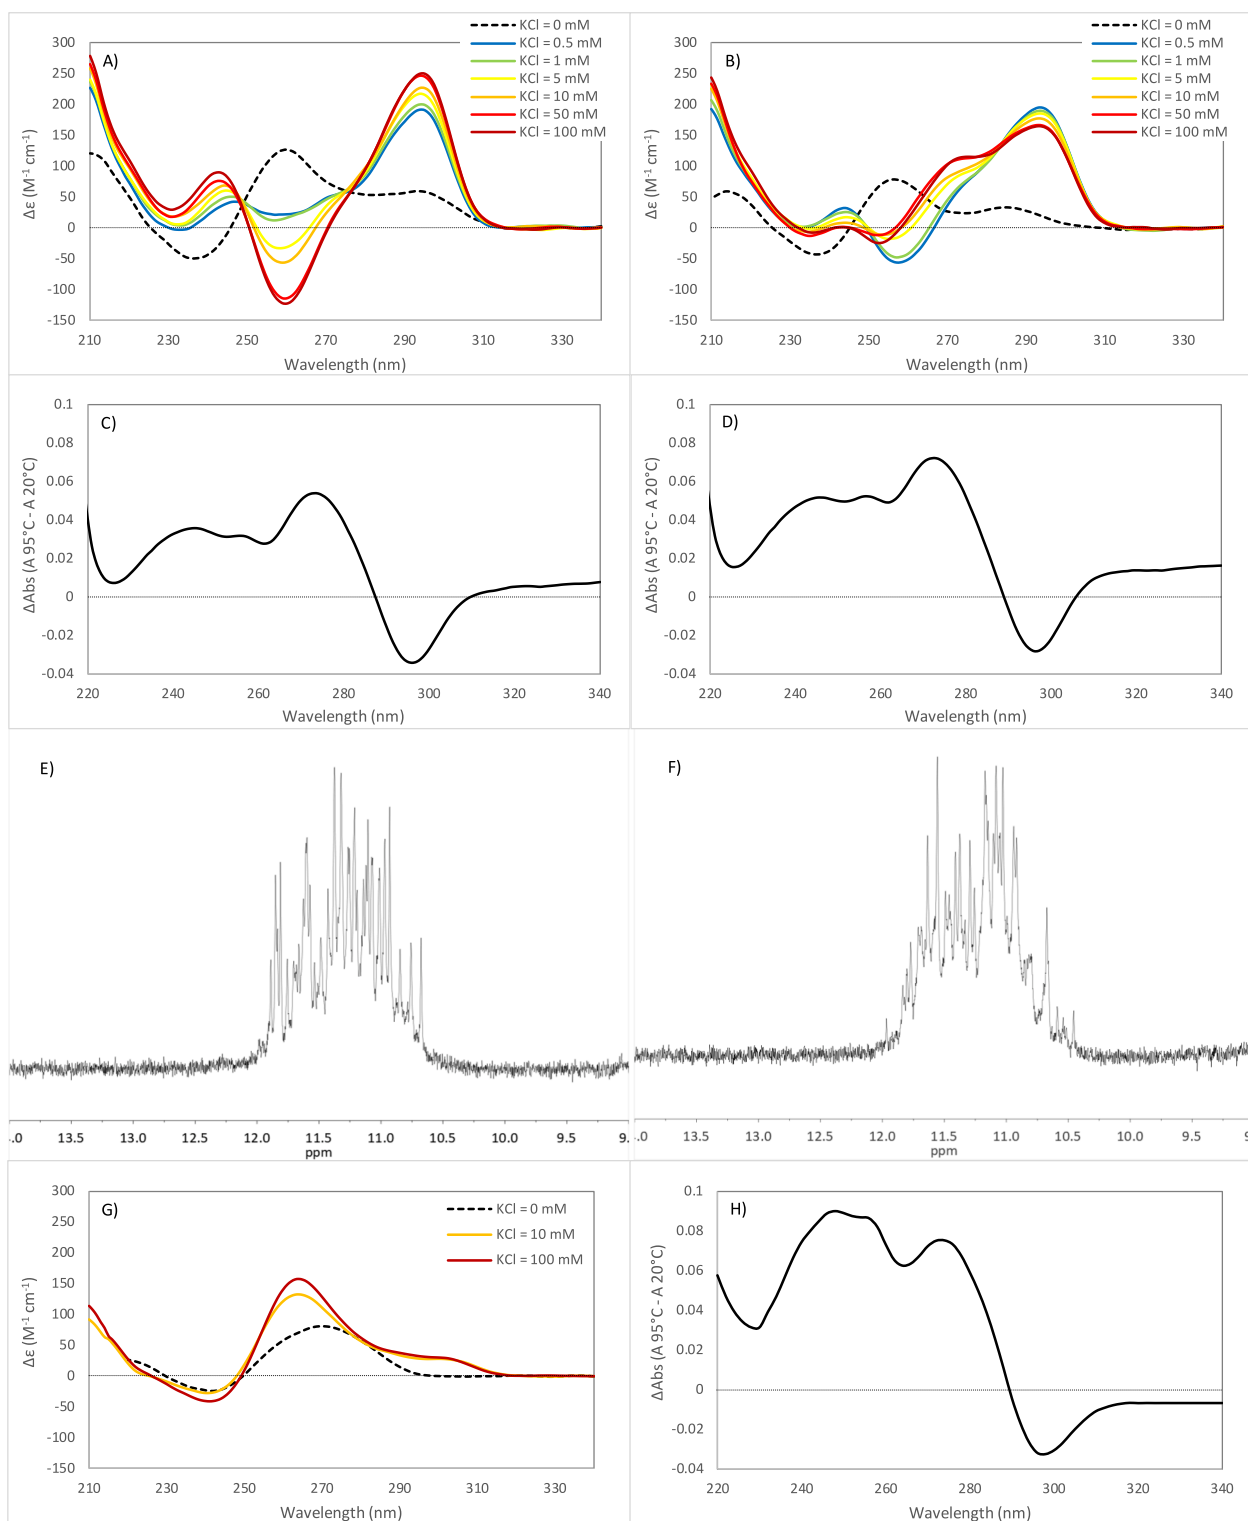 A)
KCl = 0 mM
KCl = 0.5 mM
KCl = 1 mM
KCl = 5 mM
KCl = 10 mM
KCl = 50 mM
KCl = 100 mM
300
250
200
150
100
50
0
-50
-100
-150
Δε (M⁻¹ cm⁻¹)
210 230 250 270 290 310 330
Wavelength (nm)
B)
KCl = 0 mM
KCl = 0.5 mM
KCl = 1 mM
KCl = 5 mM
KCl = 10 mM
KCl = 50 mM
KCl = 100 mM
300
250
200
150
100
50
0
-50
-100
-150
Δε (M⁻¹ cm⁻¹)
210 230 250 270 290 310 330
Wavelength (nm)
C)
0.1
0.08
0.06
0.04
0.02
0
-0.02
-0.04
ΔAbs (A 95°C - A 20°C)
220 240 260 280 300 320 340
Wavelength (nm)
D)
0.1
0.08
0.06
0.04
0.02
0
-0.02
-0.04
ΔAbs (A 95°C - A 20°C)
220 240 260 280 300 320 340
Wavelength (nm)
E)
.0 13.5 13.0 12.5 12.0 11.5 11.0 10.5 10.0 9.5 9.
ppm
F)
.0 13.5 13.0 12.5 12.0 11.5 11.0 10.5 10.0 9.5
ppm
G)
KCl = 0 mM
KCl = 10 mM
KCl = 100 mM
300
250
200
150
100
50
0
-50
-100
-150
Δε (M⁻¹ cm⁻¹)
210 230 250 270 290 310 330
Wavelength (nm)
H)
0.1
0.08
0.06
0.04
0.02
0
-0.02
-0.04
ΔAbs (A 95°C - A 20°C)
220 240 260 280 300 320 340
Wavelength (nm)